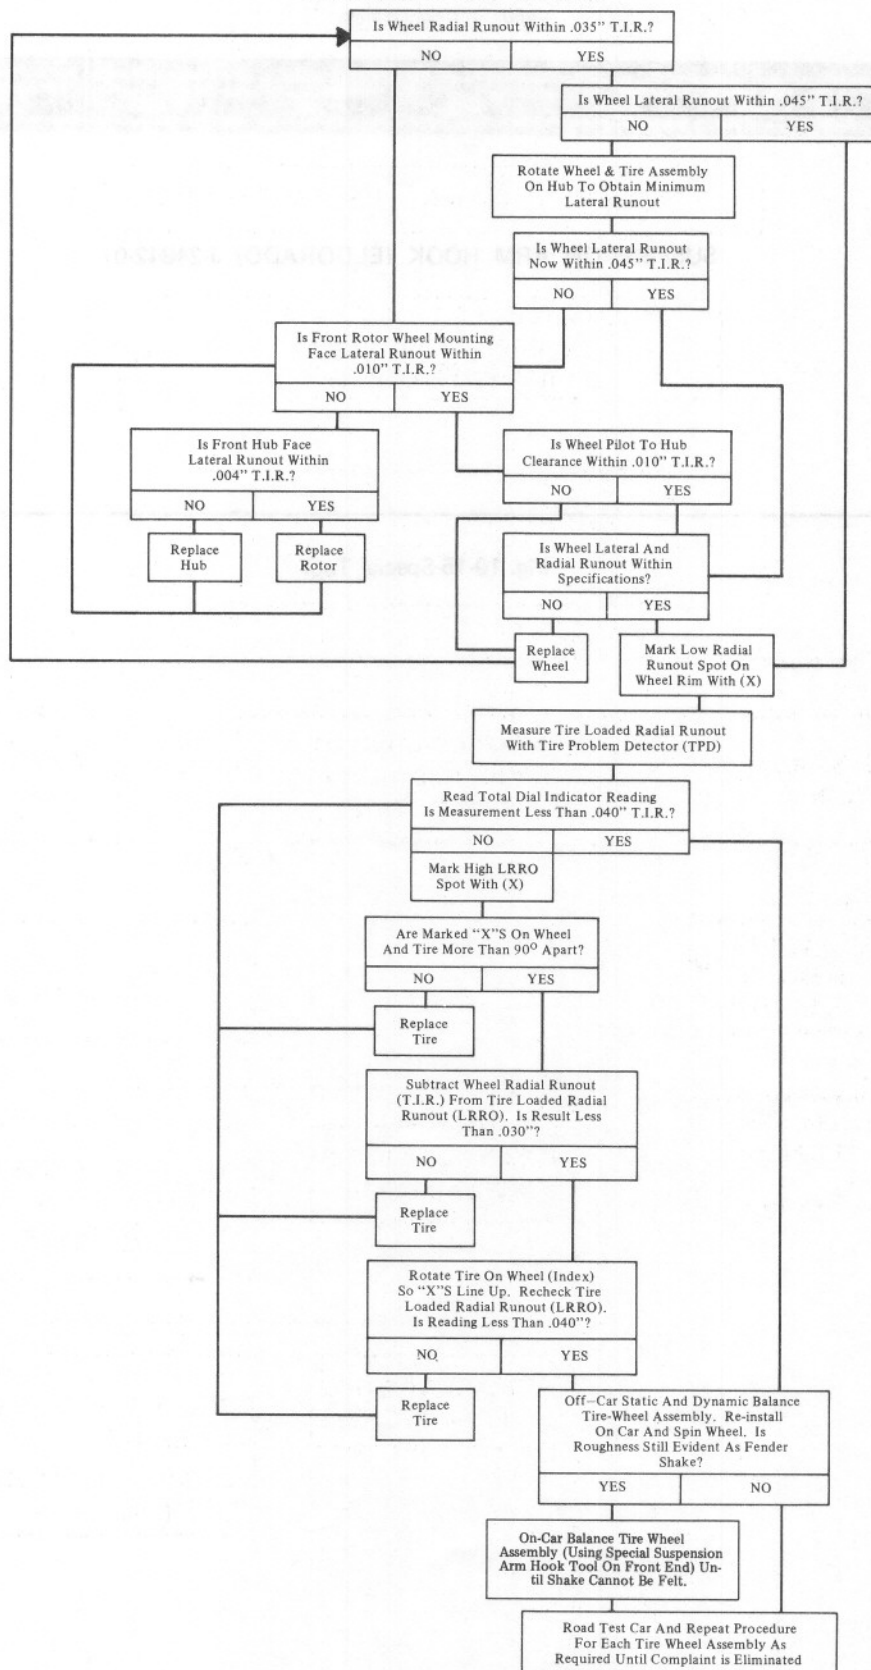 Is Wheel Radial Runout Within .035" T.I.R.?
NO YES
Is Wheel Lateral Runout Within .045" T.I.R.?
NO YES
Rotate Wheel & Tire Assembly
On Hub To Obtain Minimum
Lateral Runout
Is Wheel Lateral Runout
Now Within .045" T.I.R.?
NO YES
Is Front Rotor Wheel Mounting
Face Lateral Runout Within
.010" T.I.R.?
NO YES
Is Front Hub Face
Lateral Runout Within
.004" T.I.R.?
NO YES
Replace
Hub
Replace
Rotor
Is Wheel Pilot To Hub
Clearance Within .010" T.I.R.?
NO YES
Is Wheel Lateral And
Radial Runout Within
Specifications?
NO YES
Replace
Wheel
Mark Low Radial
Runout Spot On
Wheel Rim With (X)
Measure Tire Loaded Radial Runout
With Tire Problem Detector (TPD)
Read Total Dial Indicator Reading
Is Measurement Less Than .040" T.I.R.?
NO YES
Mark High LRRO
Spot With (X)
Are Marked "X"S On Wheel
And Tire More Than 90O Apart?
NO YES
Replace
Tire
Subtract Wheel Radial Runout
(T.I.R.) From Tire Loaded Radial
Runout (LRRO). Is Result Less
Than .030"?
NO YES
Replace
Tire
Rotate Tire On Wheel (Index)
So "X"S Line Up. Recheck Tire
Loaded Radial Runout (LRRO).
Is Reading Less Than .040"?
NO YES
Replace
Tire
Off–Car Static And Dynamic Balance
Tire-Wheel Assembly. Re-install
On Car And Spin Wheel. Is
Roughness Still Evident As Fender
Shake?
YES NO
On-Car Balance Tire Wheel
Assembly (Using Special Suspension
Arm Hook Tool On Front End) Un-
til Shake Cannot Be Felt.
Road Test Car And Repeat Procedure
For Each Tire Wheel Assembly As
Required Until Complaint is Eliminated